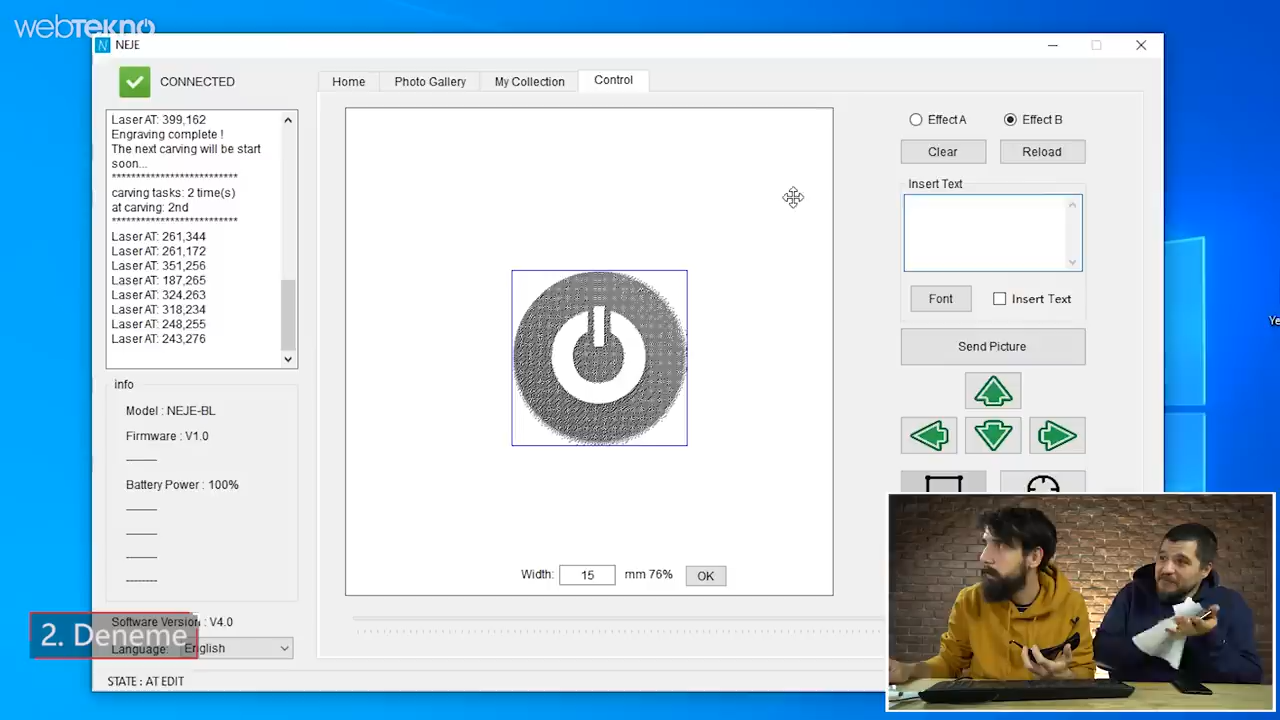 webtekno
NEJE
CONNECTED
Home
Photo Gallery
My Collection
Control
Laser AT: 399,162
Engraving complete !
The next carving will be start
soon...
**************************
carving tasks: 2 time(s)
at carving: 2nd
**************************
Laser AT: 261,344
Laser AT: 261,172
Laser AT: 351,256
Laser AT: 187,265
Laser AT: 324,263
Laser AT: 318,234
Laser AT: 248,255
Laser AT: 243,276
info
Model : NEJE-BL
Firmware : V1.0
Battery Power : 100%
Software Version : V4.0
Language: English
2. Deneme
STATE : AT EDIT
Width: 15 mm 76% OK
Effect A
Effect B
Clear
Reload
Insert Text
Font
Insert Text
Send Picture
Ye